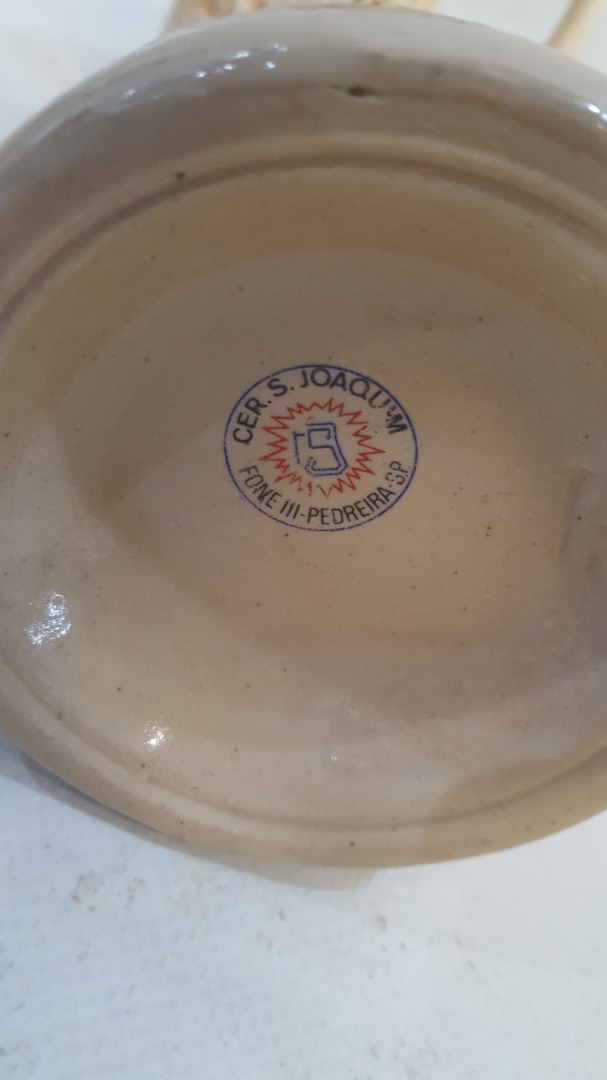 CER. S. JOAQUIM
FONE 111-PEDREIRA-SP.